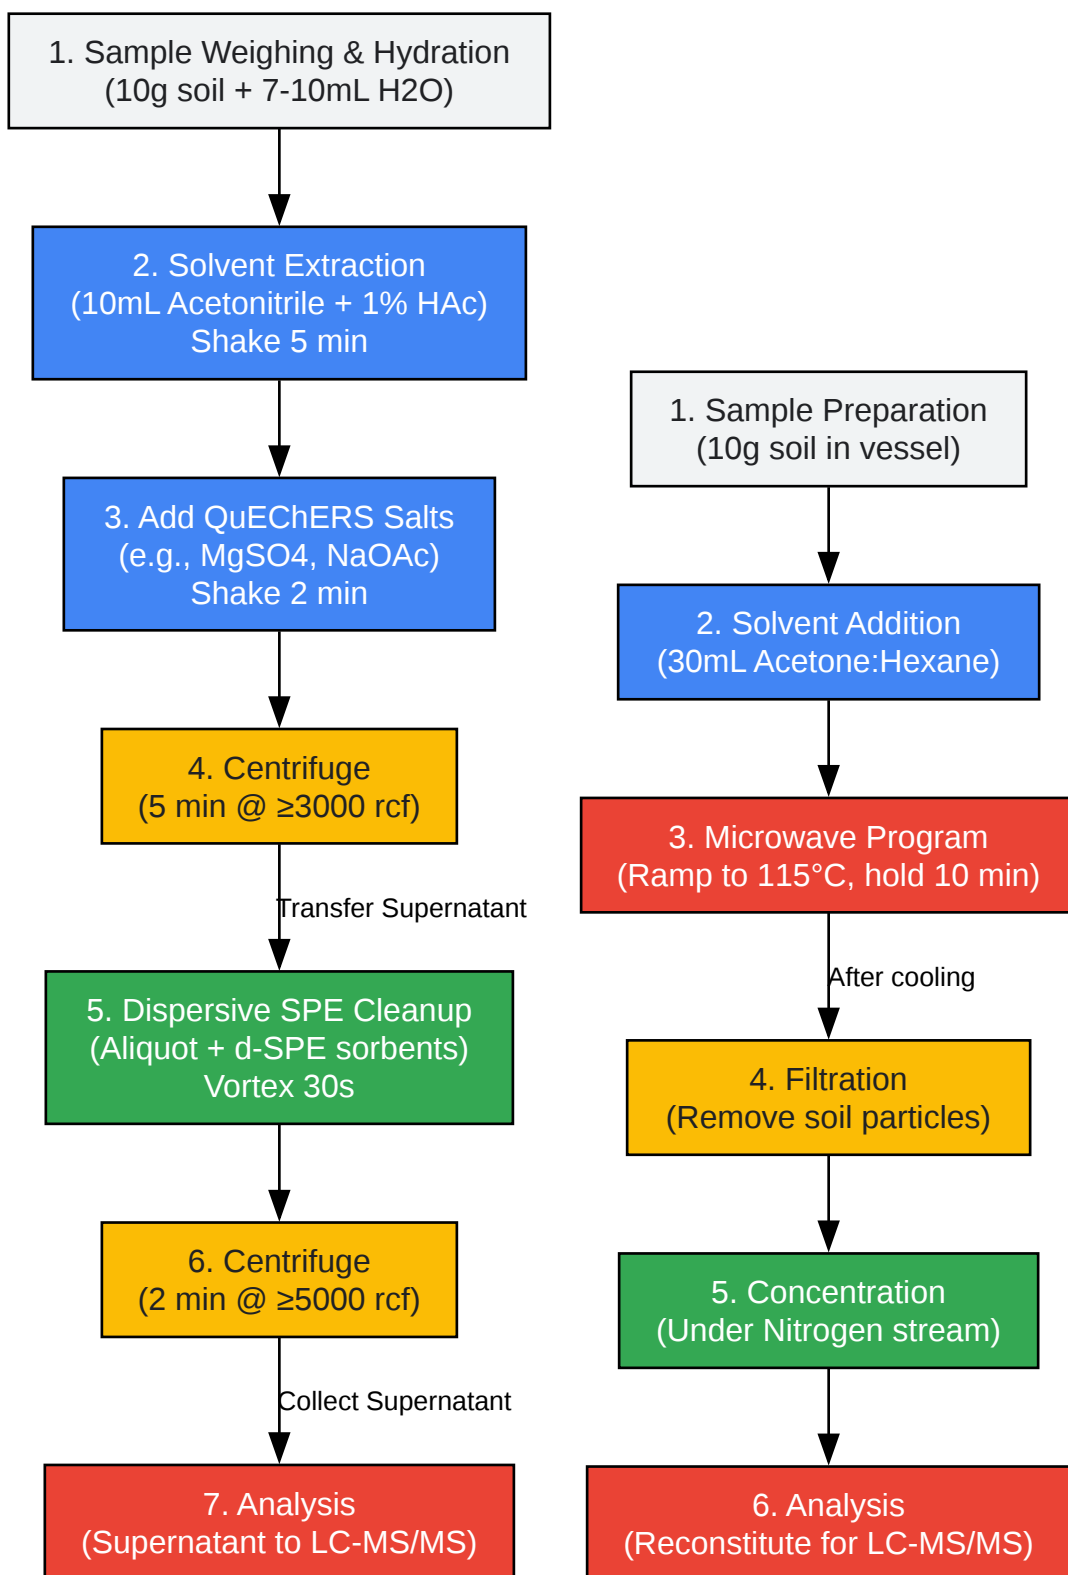 1. Sample Weighing & Hydration
(10g soil + 7-10mL H2O)
2. Solvent Extraction
(10mL Acetonitrile + 1% HAc)
Shake 5 min
3. Add QuEChERS Salts
(e.g., MgSO4, NaOAc)
Shake 2 min
4. Centrifuge
(5 min @ ≥3000 rcf)
Transfer Supernatant
5. Dispersive SPE Cleanup
(Aliquot + d-SPE sorbents)
Vortex 30s
6. Centrifuge
(2 min @ ≥5000 rcf)
Collect Supernatant
7. Analysis
(Supernatant to LC-MS/MS)
1. Sample Preparation
(10g soil in vessel)
2. Solvent Addition
(30mL Acetone:Hexane)
3. Microwave Program
(Ramp to 115°C, hold 10 min)
After cooling
4. Filtration
(Remove soil particles)
5. Concentration
(Under Nitrogen stream)
6. Analysis
(Reconstitute for LC-MS/MS)